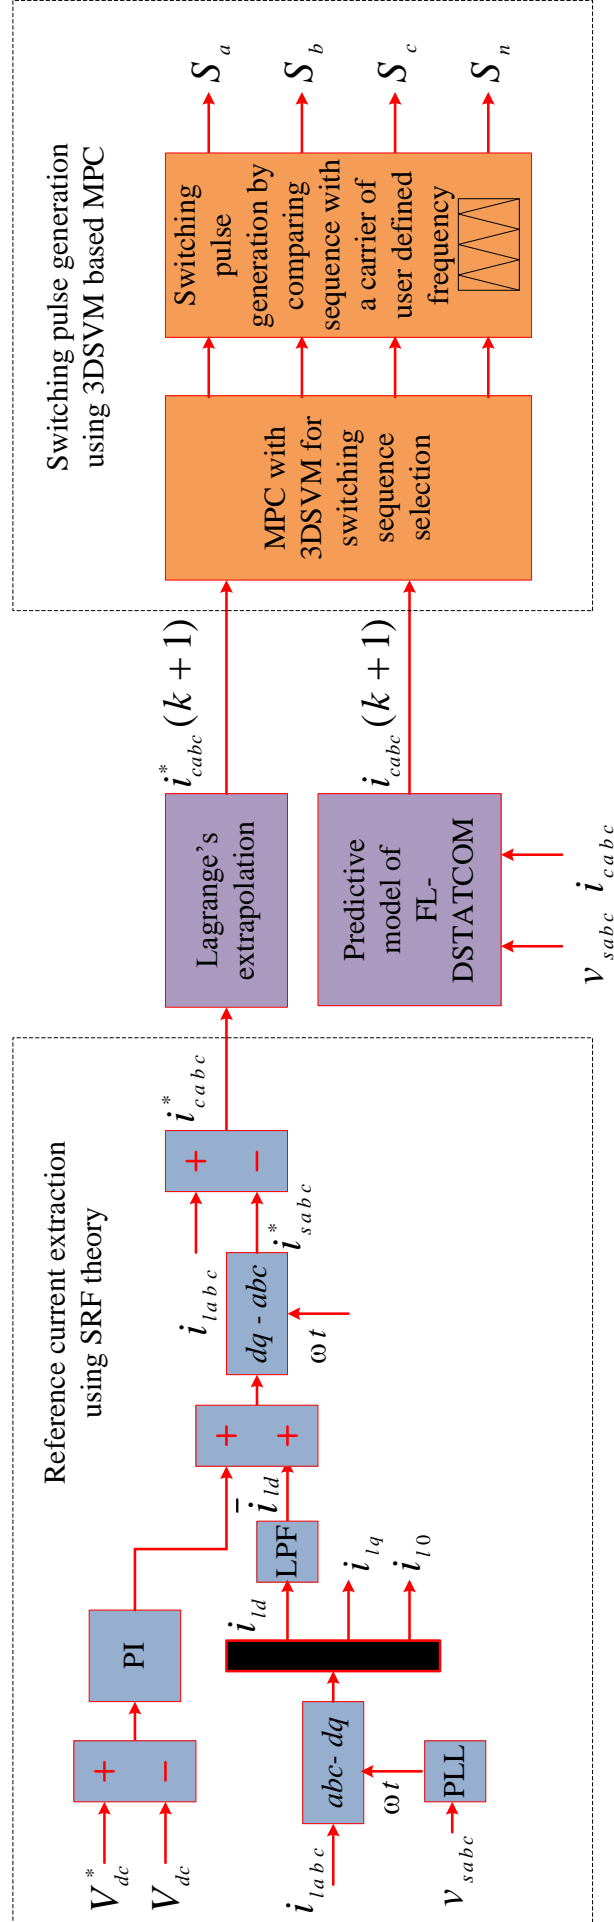 Reference current extraction
using SRF theory
V*dc
Vdc
+
−
PI
ilabc
abc- dq
ωt
PLL
vsabc
ild
ilq
il0
LPF
īld
+
+
dq - abc
ωt
ilabc
i*sabc
+
−
i*cabc
Lagrange’s
extrapolation
i*cabc (k + 1)
Predictive
model of
FL-
DSTATCOM
vsabc icabc
icabc (k + 1)
Switching pulse generation
using 3DSVM based MPC
MPC with
3DSVM for
switching
sequence
selection
Switching
pulse
generation by
comparing
sequence with
a carrier of
user defined
frequency
Sa
Sb
Sc
Sn